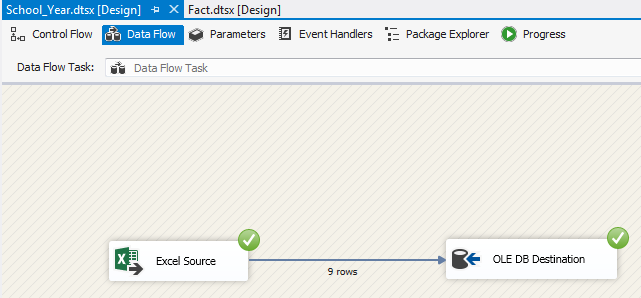 School_Year.dtsx [Design] Fact.dtsx [Design]
Control Flow Data Flow Parameters Event Handlers Package Explorer Progress
Data Flow Task: Data Flow Task
Excel Source OLE DB Destination
9 rows